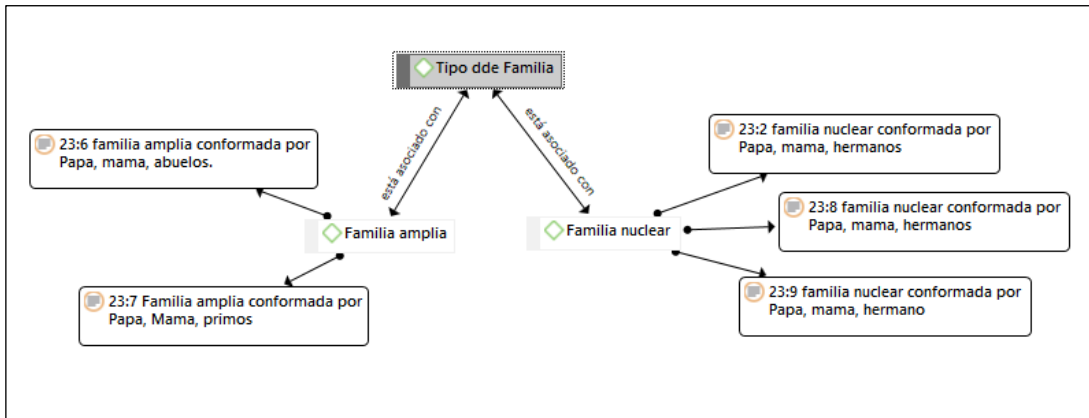 Tipo dde Familia
está asociado con
está asociado con
23:6 familia amplia conformada por
Papa, mama, abuelos.
23:2 familia nuclear conformada por
Papa, mama, hermanos
23:8 familia nuclear conformada por
Papa, mama, hermanos
Familia amplia
Familia nuclear
23:7 Familia amplia conformada por
Papa, Mama, primos
23:9 familia nuclear conformada por
Papa, mama, hermano